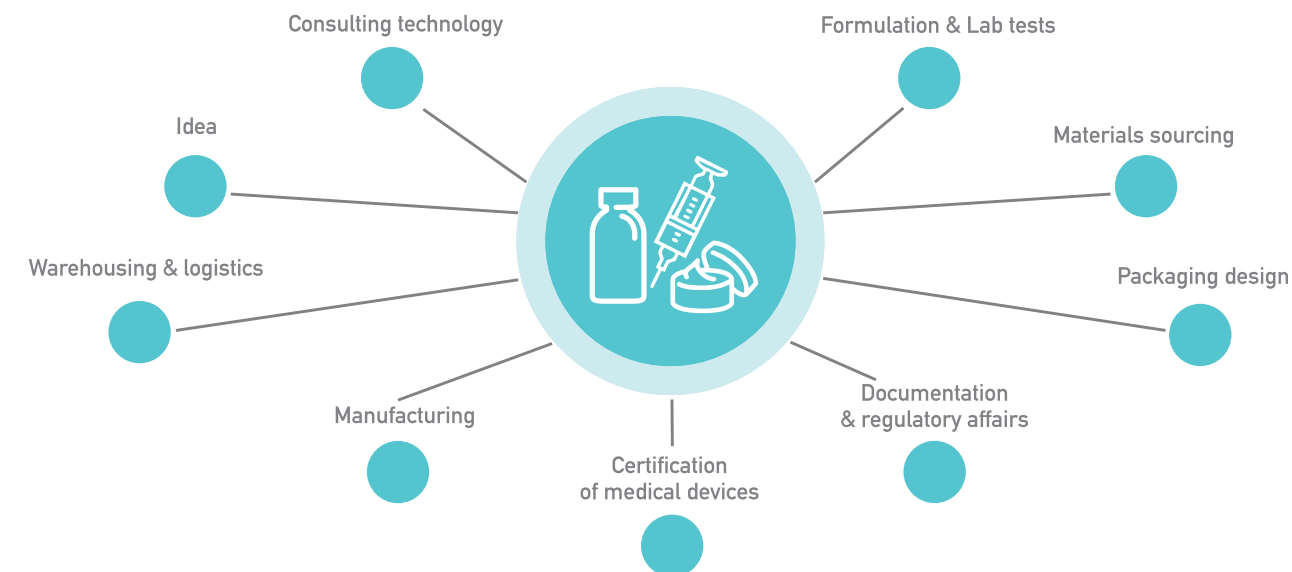 Consulting technology
Formulation & Lab tests
Idea
Materials sourcing
Warehousing & logistics
Packaging design
Manufacturing
Documentation
& regulatory affairs
Certification
of medical devices